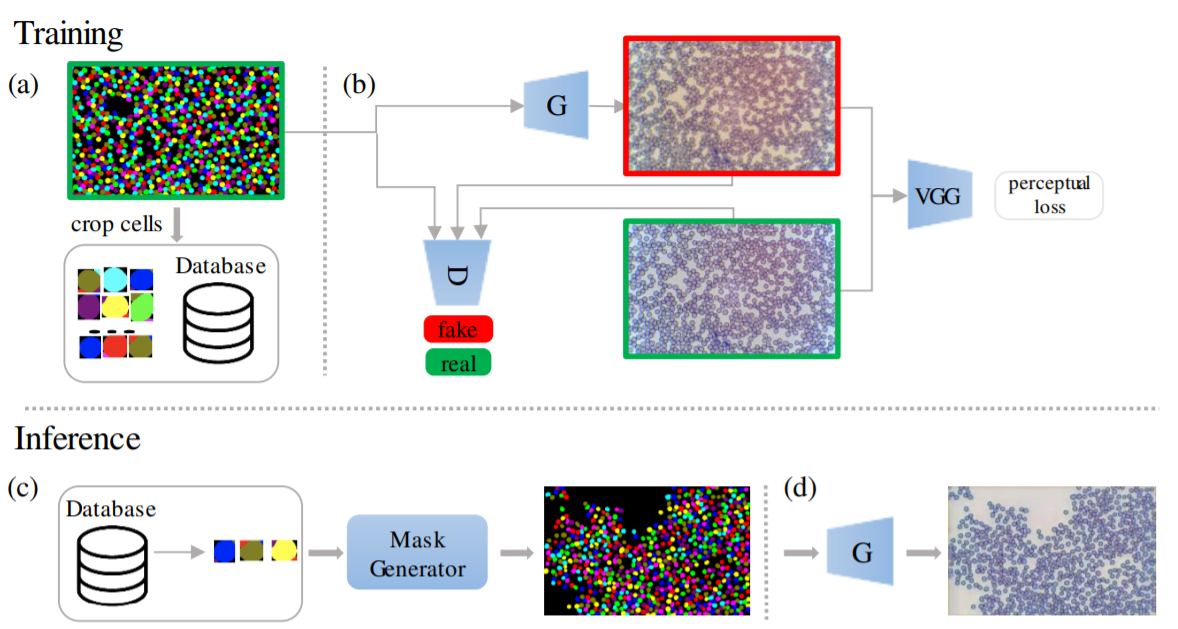 Training
(a)
crop cells
Database
(b)
G
D
fake
real
VGG
perceptual
loss
Inference
(c)
Database
Mask
Generator
(d)
G